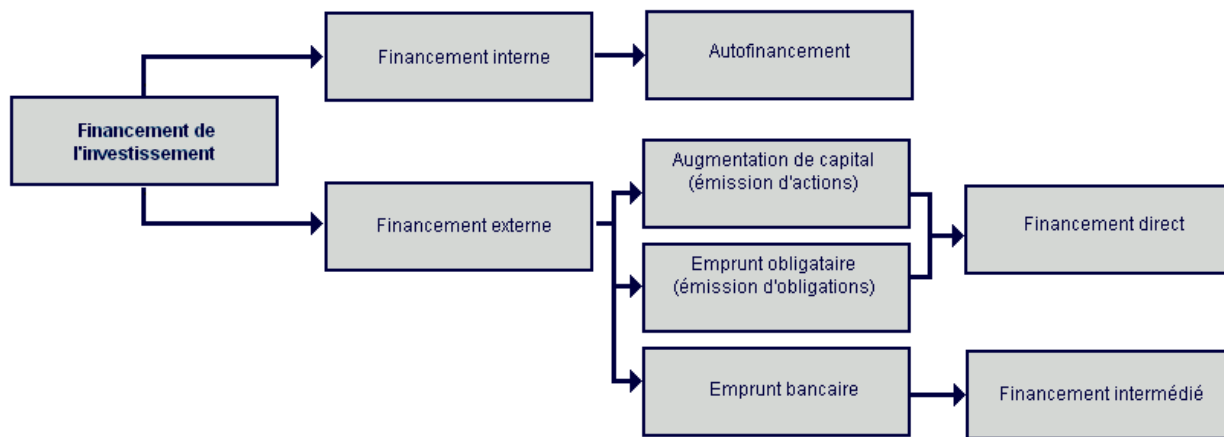 Financement de
l'investissement
Financement interne
Autofinancement
Financement externe
Augmentation de capital
(émission d'actions)
Emprunt obligataire
(émission d'obligations)
Financement direct
Emprunt bancaire
Financement intermédié